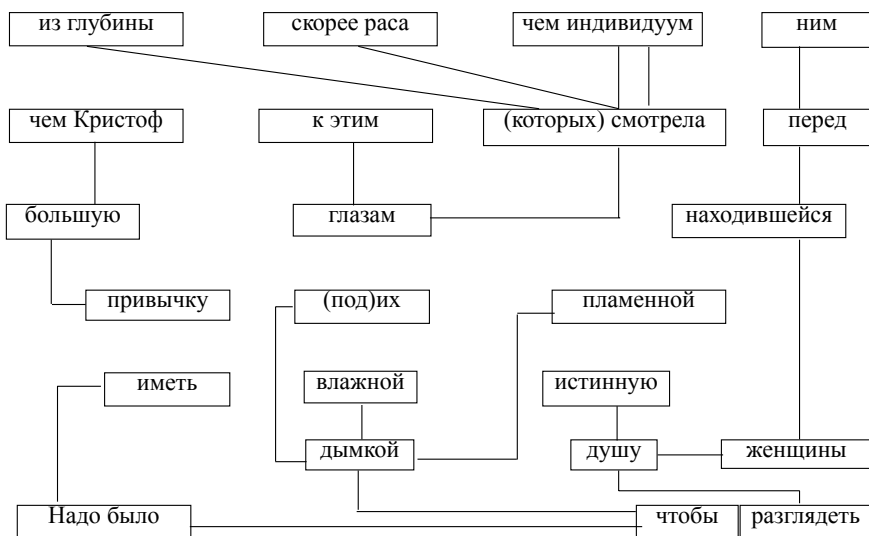 из глубины
скорее раса
чем индивидуум
ним
чем Кристоф
к этим
(которых) смотрела
перед
большую
глазам
находившейся
привычку
(под)их
пламенной
иметь
влажной
истинную
дымкой
душу
женщины
Надо было
чтобы
разглядеть